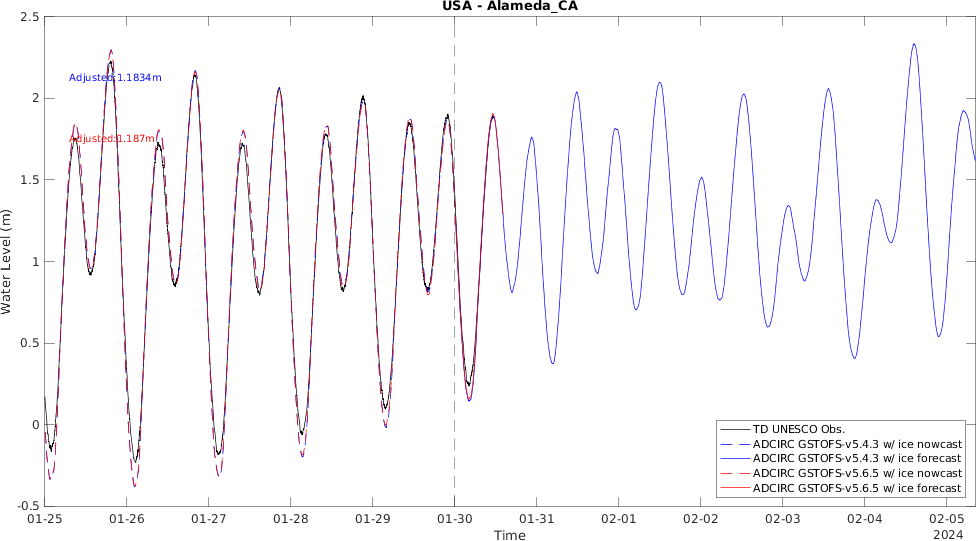 USA - Alameda_CA
2.5
Adjusted:1.1834m
2
Adjusted:1.187m
1.5
1
Water Level (m)
0.5
0
-0.5
TD UNESCO Obs.
ADCIRC GSTOFS-v5.4.3 w/ ice nowcast
ADCIRC GSTOFS-v5.4.3 w/ ice forecast
ADCIRC GSTOFS-v5.6.5 w/ ice nowcast
ADCIRC GSTOFS-v5.6.5 w/ ice forecast
01-25 01-26 01-27 01-28 01-29 01-30 01-31 02-01 02-02 02-03 02-04 02-05
Time
2024